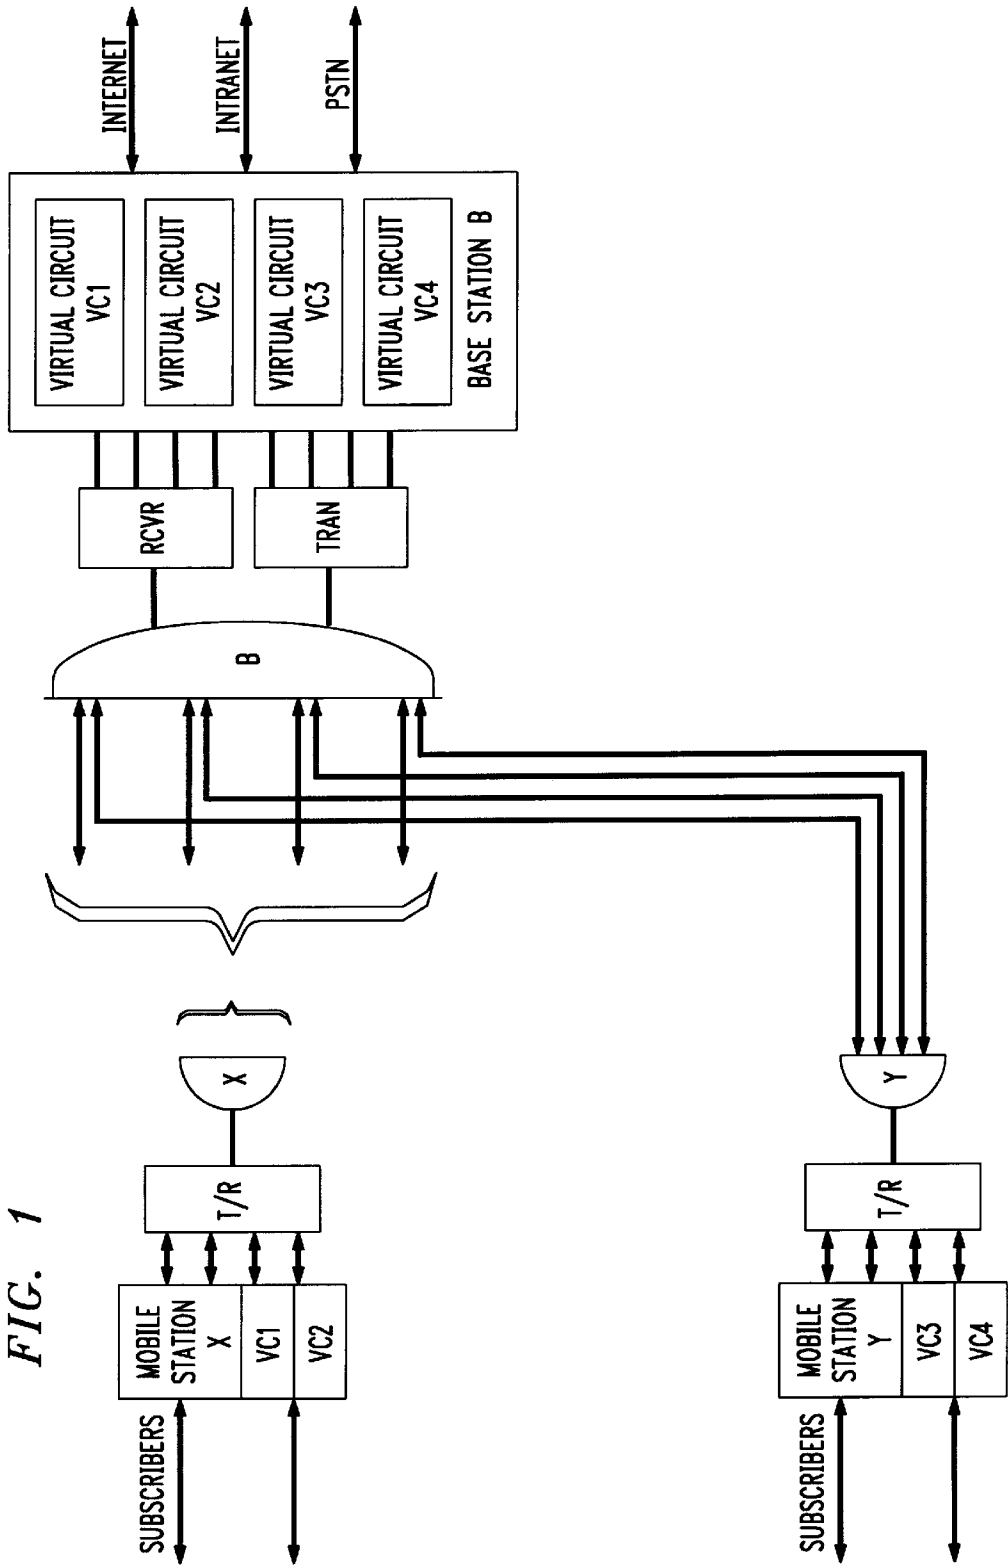 FIG. 1
SUBSCRIBERS
MOBILE
STATION
X
VC1
VC2
T/R
X
B
RCVR
TRAN
VIRTUAL CIRCUIT
VC1
VIRTUAL CIRCUIT
VC2
VIRTUAL CIRCUIT
VC3
VIRTUAL CIRCUIT
VC4
BASE STATION B
INTERNET
INTRANET
PSTN
SUBSCRIBERS
MOBILE
STATION
Y
VC3
VC4
T/R
Y